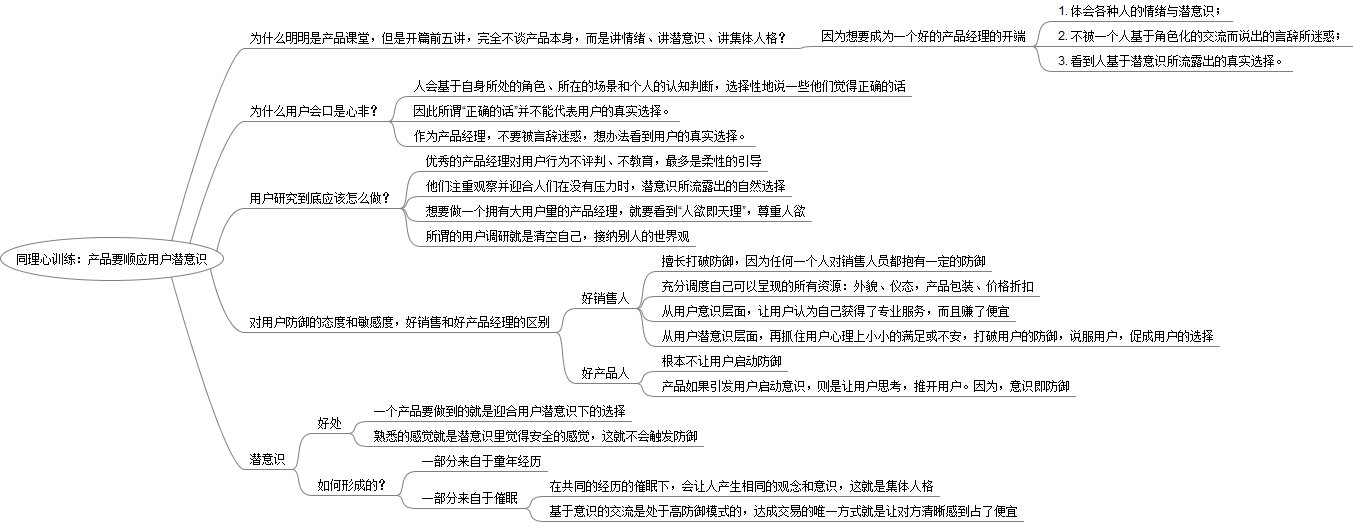 同理心训练：产品要顺应用户潜意识
为什么明明是产品课堂，但是开篇前五讲，完全不谈产品本身，而是讲情绪、讲潜意识、讲集体人格？
因为想要成为一个好的产品经理的开端
1. 体会各种人的情绪与潜意识；
2. 不被一个人基于角色化的交流而说出的言辞所迷惑；
3. 看到人基于潜意识所流露出的真实选择。
为什么用户会口是心非？
人会基于自身所处的角色、所在的场景和个人的认知判断，选择性地说一些他们觉得正确的话
因此所谓“正确的话”并不能代表用户的真实选择。
作为产品经理，不要被言辞迷惑，想办法看到用户的真实选择。
用户研究到底应该怎么做？
优秀的产品经理对用户行为不评判、不教育，最多是柔性的引导
他们注重观察并迎合人们在没有压力时，潜意识所流露出的自然选择
想要做一个拥有大用户量的产品经理，就要看到“人欲即天理”，尊重人欲
所谓的用户调研就是清空自己，接纳别人的世界观
对用户防御的态度和敏感度，好销售和好产品经理的区别
好销售人
擅长打破防御，因为任何一个人对销售人员都抱有一定的防御
充分调度自己可以呈现的所有资源：外貌、仪态，产品包装、价格折扣
从用户意识层面，让用户认为自己获得了专业服务，而且赚了便宜
从用户潜意识层面，再抓住用户心理上小小的满足或不安，打破用户的防御，说服用户，促成用户的选择
好产品人
根本不让用户启动防御
产品如果引发用户启动意识，则是让用户思考，推开用户。因为，意识即防御
潜意识
好处
一个产品要做到的就是迎合用户潜意识下的选择
熟悉的感觉就是潜意识里觉得安全的感觉，这就不会触发防御
如何形成的？
一部分来自于童年经历
一部分来自于催眠
在共同的经历的催眠下，会让人产生相同的观念和意识，这就是集体人格
基于意识的交流是处于高防御模式的，达成交易的唯一方式就是让对方清晰感到占了便宜